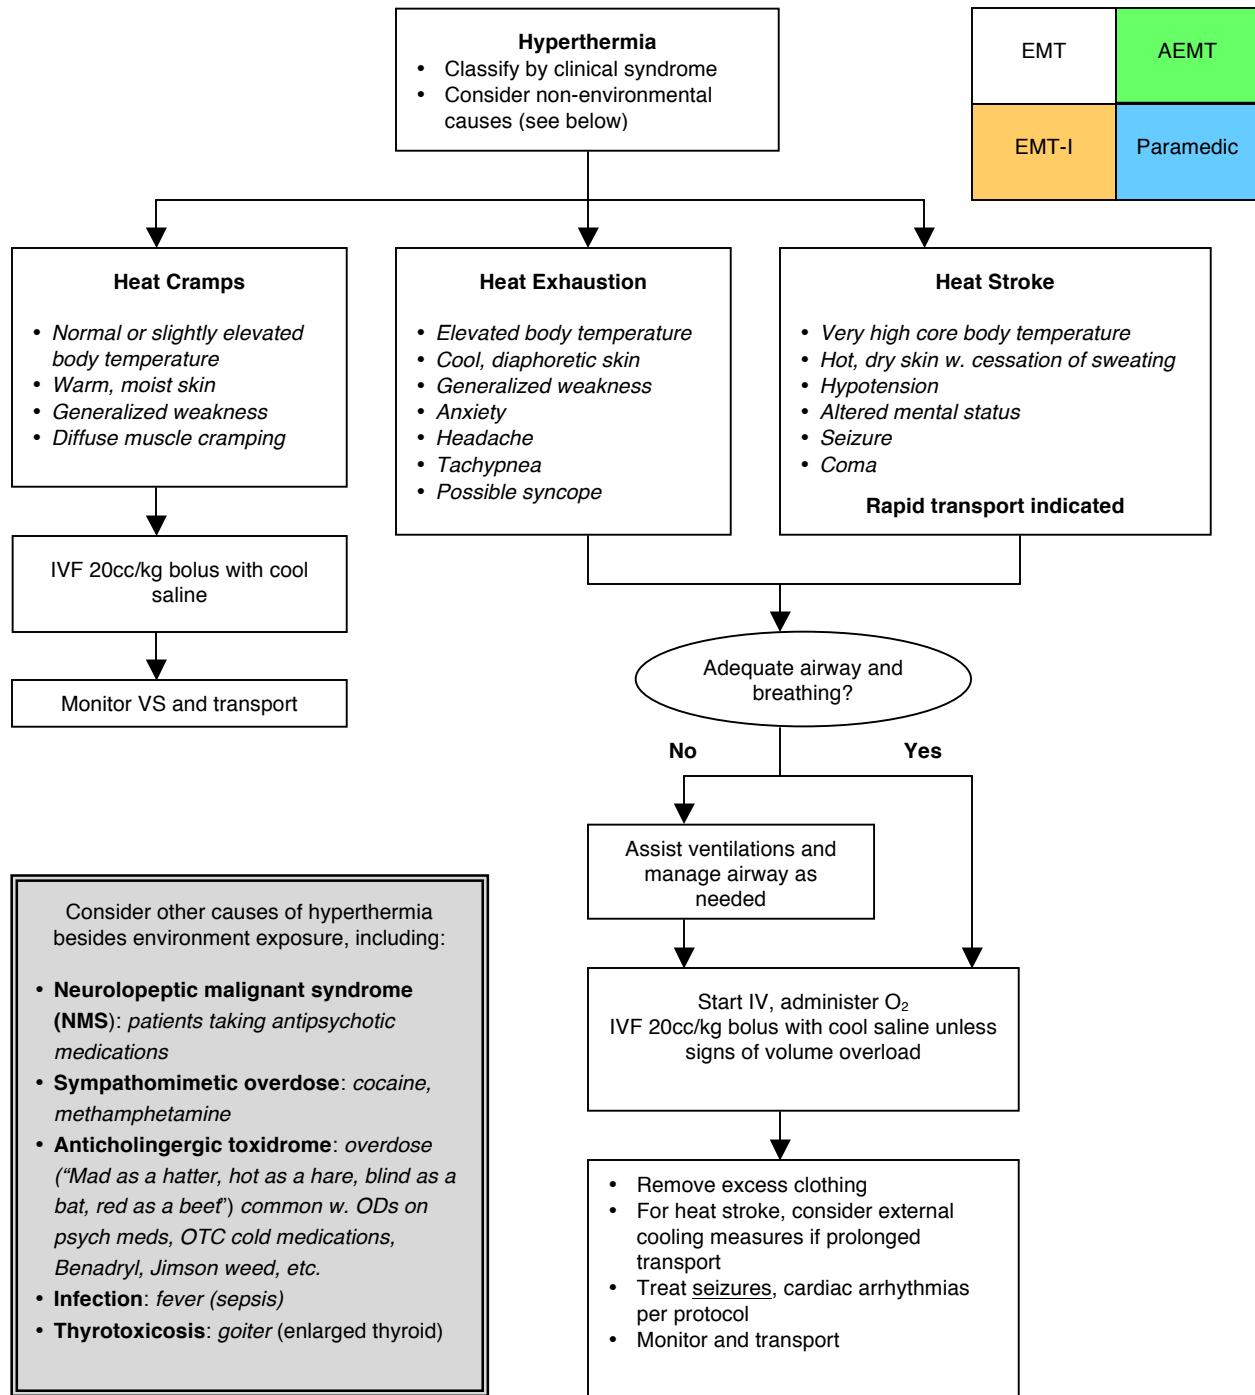 Hyperthermia
• Classify by clinical syndrome
• Consider non-environmental
causes (see below)
EMT
AEMT
EMT-I
Paramedic
Heat Cramps
• Normal or slightly elevated
body temperature
• Warm, moist skin
• Generalized weakness
• Diffuse muscle cramping
Heat Exhaustion
• Elevated body temperature
• Cool, diaphoretic skin
• Generalized weakness
• Anxiety
• Headache
• Tachypnea
• Possible syncope
Heat Stroke
• Very high core body temperature
• Hot, dry skin w. cessation of sweating
• Hypotension
• Altered mental status
• Seizure
• Coma
Rapid transport indicated
IVF 20cc/kg bolus with cool
saline
Monitor VS and transport
Adequate airway and
breathing?
No
Yes
Assist ventilations and
manage airway as
needed
Start IV, administer O₂
IVF 20cc/kg bolus with cool saline unless
signs of volume overload
• Remove excess clothing
• For heat stroke, consider external
cooling measures if prolonged
transport
• Treat seizures, cardiac arrhythmias
per protocol
• Monitor and transport
Consider other causes of hyperthermia
besides environment exposure, including:
• Neurolopeptic malignant syndrome
(NMS): patients taking antipsychotic
medications
• Sympathomimetic overdose: cocaine,
methamphetamine
• Anticholingergic toxidrome: overdose
(“Mad as a hatter, hot as a hare, blind as a
bat, red as a beef”) common w. ODs on
psych meds, OTC cold medications,
Benadryl, Jimson weed, etc.
• Infection: fever (sepsis)
• Thyrotoxicosis: goiter (enlarged thyroid)